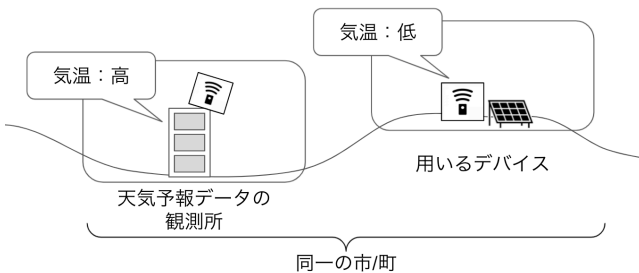 気温：高
気温：低
天気予報データの
観測所
用いるデバイス
同一の市/町